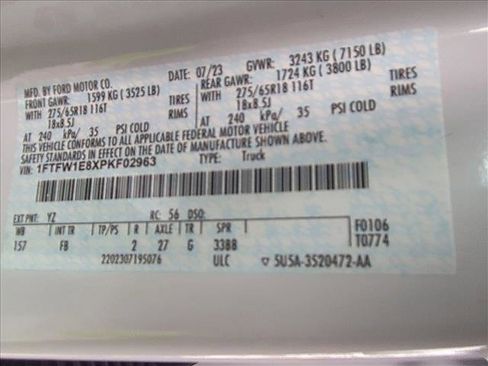 MFD. BY FORD MOTOR CO.
DATE: 07/23 GVWR: 3243 KG (7150 LB)
FRONT GAWR: 1599 KG (3525 LB) REAR GAWR: 1724 KG (3800 LB)
WITH 275/65R18 116T TIRES WITH 275/65R18 116T TIRES
18x8.5J RIMS 18x8.5J RIMS
AT 240 kPa/ 35 PSI COLD AT 240 kPa/ 35 PSI COLD
THIS VEHICLE CONFORMS TO ALL APPLICABLE FEDERAL MOTOR VEHICLE
SAFETY STANDARDS IN EFFECT ON THE DATE OF MANUFACTURE SHOWN ABOVE.
VIN: 1FTFW1E8XPKF02963 TYPE: Truck
EXT PNT: YZ RC: 56 DSO:
WB INT TR TP/PS R AXLE TR SPR F0106
157 FB 2 27 G 3388 T0774
2202307195076 ULC 5U5A-3520472-AA